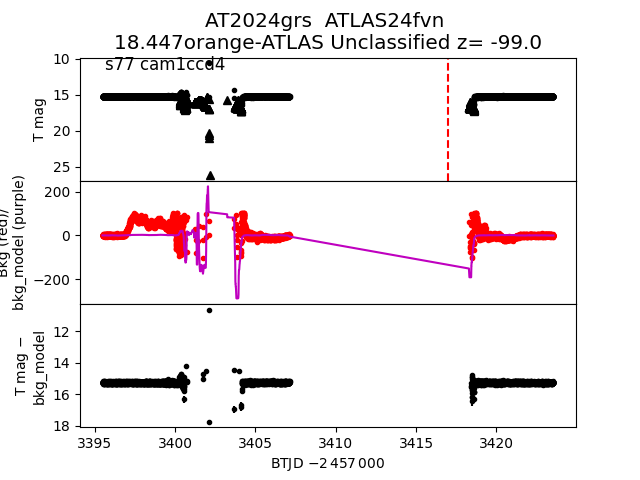 AT2024grs  ATLAS24fvn
18.447orange-ATLAS Unclassified z= -99.0
s77 cam1ccd4
T mag
10
15
20
25
Bkg (red)/
bkg_model (purple)
200
0
−200
T mag −
bkg_model
12
14
16
18
3395
3400
3405
3410
3415
3420
BTJD −2 457 000